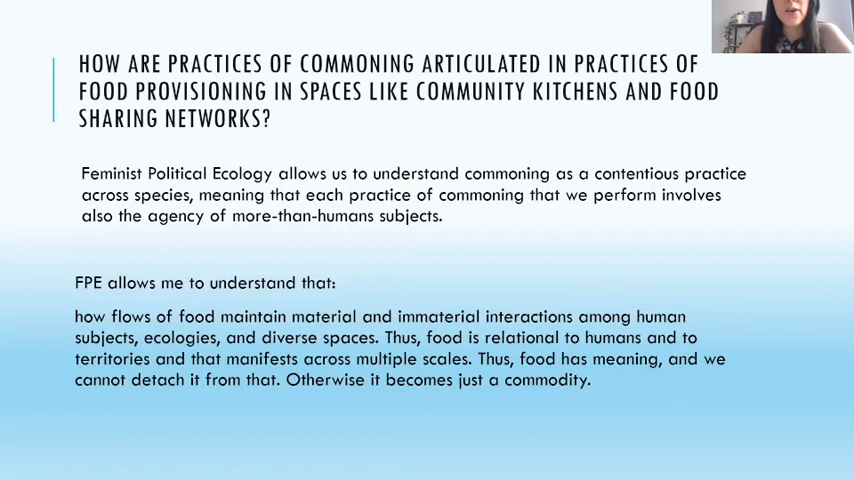 HOW ARE PRACTICES OF COMMONING ARTICULATED IN PRACTICES OF
FOOD PROVISIONING IN SPACES LIKE COMMUNITY KITCHENS AND FOOD
SHARING NETWORKS?
Feminist Political Ecology allows us to understand commoning as a contentious practice
across species, meaning that each practice of commoning that we perform involves
also the agency of more-than-humans subjects.
FPE allows me to understand that:
how flows of food maintain material and immaterial interactions among human
subjects, ecologies, and diverse spaces. Thus, food is relational to humans and to
territories and that manifests across multiple scales. Thus, food has meaning, and we
cannot detach it from that. Otherwise it becomes just a commodity.